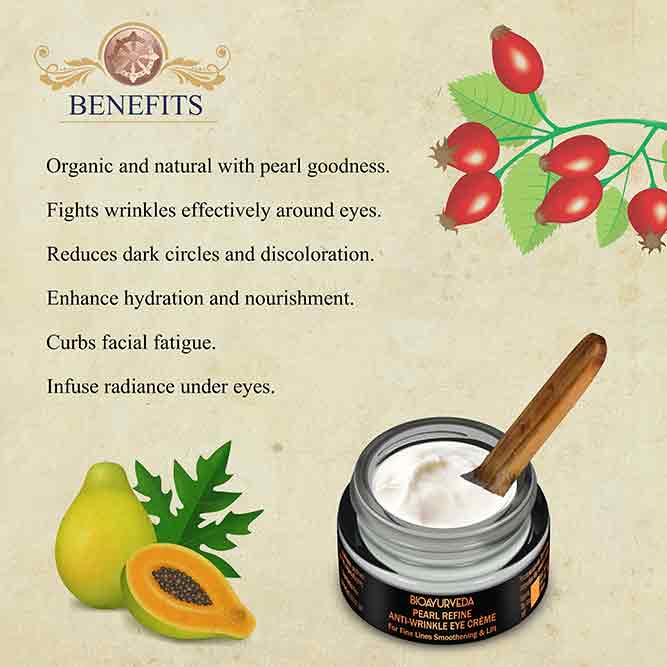 BENEFITS
Organic and natural with pearl goodness.
Fights wrinkles effectively around eyes.
Reduces dark circles and discoloration.
Enhance hydration and nourishment.
Curbs facial fatigue.
Infuse radiance under eyes.
BIOAYURVEDA
PEARL REFINE
ANTI-WRINKLE EYE CRÈME
For Fine Lines Smoothening & Lift